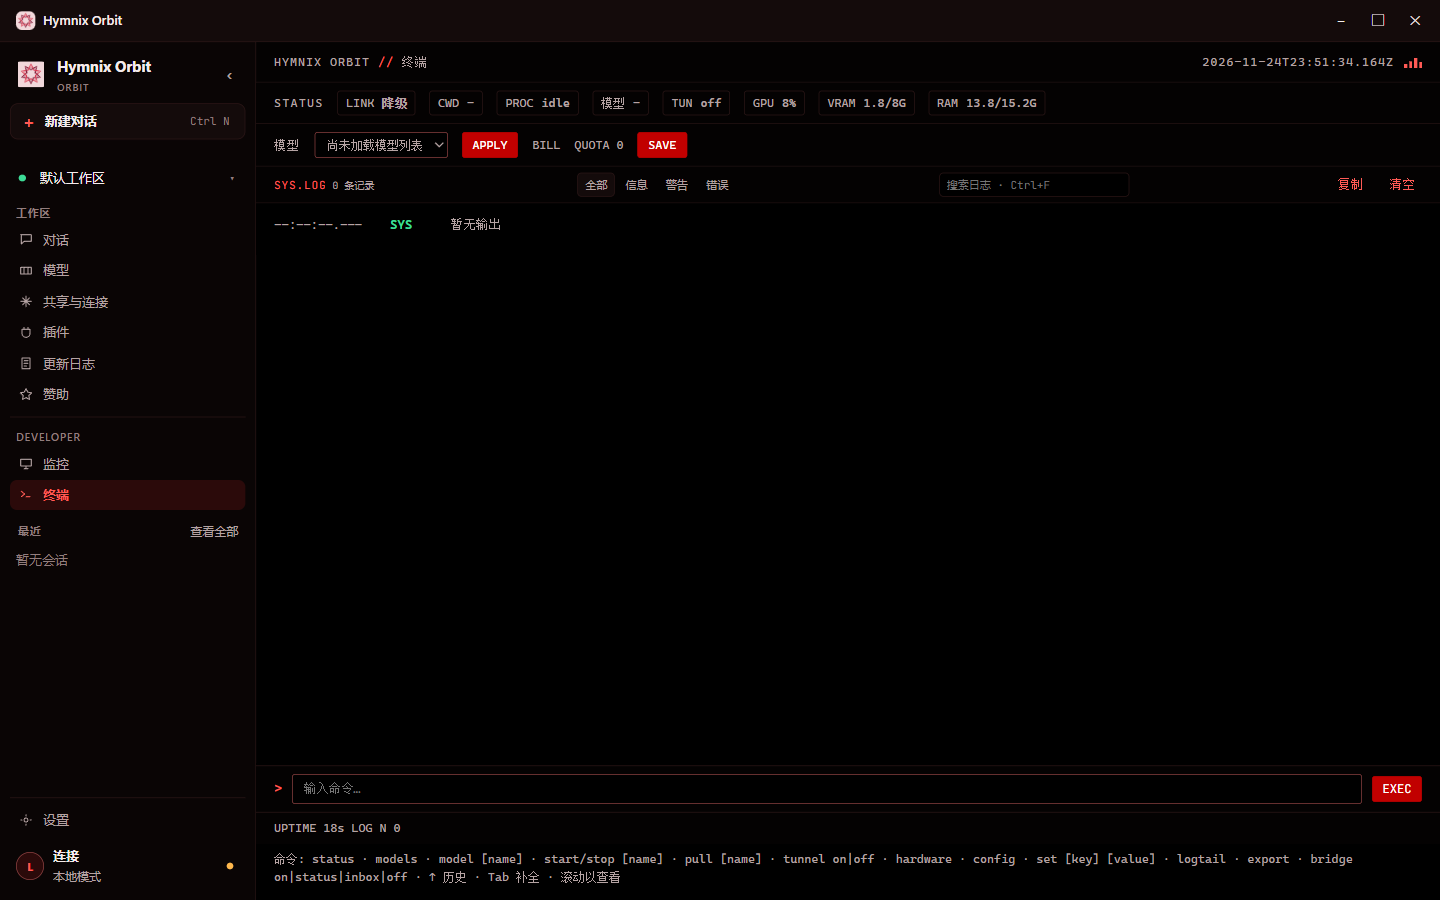 Hymnix Orbit
Hymnix Orbit
ORBIT
+ 新建对话 Ctrl N
默认工作区
工作区
对话
模型
共享与连接
插件
更新日志
赞助
DEVELOPER
监控
终端
最近 查看全部
暂无会话
设置
L
连接
本地模式
HYMNIX ORBIT // 终端 2026-11-24T23:51:34.164Z
STATUS LINK 降级 CWD — PROC idle 模型 — TUN off GPU 8% VRAM 1.8/8G RAM 13.8/15.2G
模型 尚未加载模型列表 APPLY BILL QUOTA 0 SAVE
SYS.LOG 0 条记录 全部 信息 警告 错误 搜索日志 · Ctrl+F 复制 清空
--:--:--.--- SYS 暂无输出
> 输入命令… EXEC
UPTIME 18s LOG N 0
命令: status · models · model [name] · start/stop [name] · pull [name] · tunnel on|off · hardware · config · set [key] [value] · logtail · export · bridge
on|status|inbox|off · ↑ 历史 · Tab 补全 · 滚动以查看